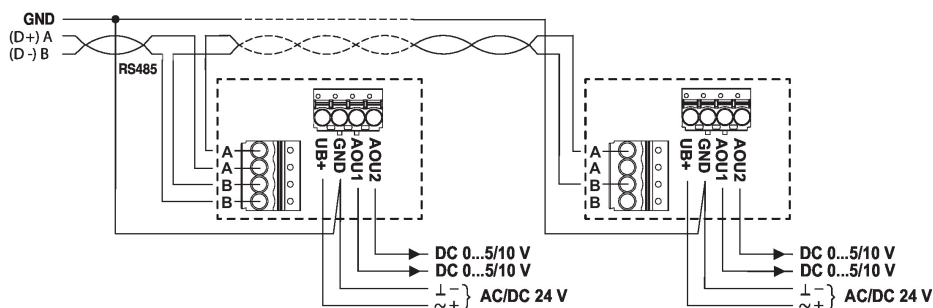 GND
(D+) A
(D -) B
RS485
UB+
GND
AOU1
AOU2
A
A
B
B
DC 0...5/10 V
DC 0...5/10 V
⊥ −
~ +
} AC/DC 24 V
UB+
GND
AOU1
AOU2
A
A
B
B
DC 0...5/10 V
DC 0...5/10 V
⊥ −
~ +
} AC/DC 24 V